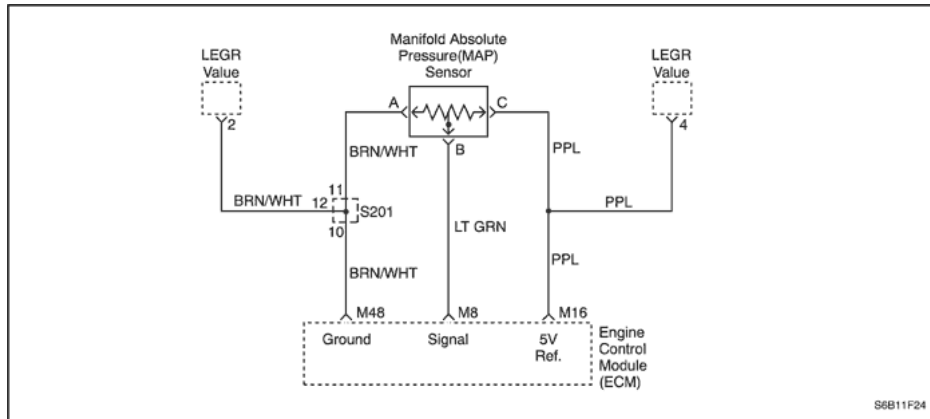 Manifold Absolute
Pressure(MAP)
Sensor
LEGR
Value
LEGR
Value
A
C
2
B
4
BRN/WHT
PPL
11
BRN/WHT
12
S201
PPL
10
LT GRN
BRN/WHT
PPL
M48
M8
M16
Ground
Signal
5V
Ref.
Engine
Control
Module
(ECM)
S6B11F24